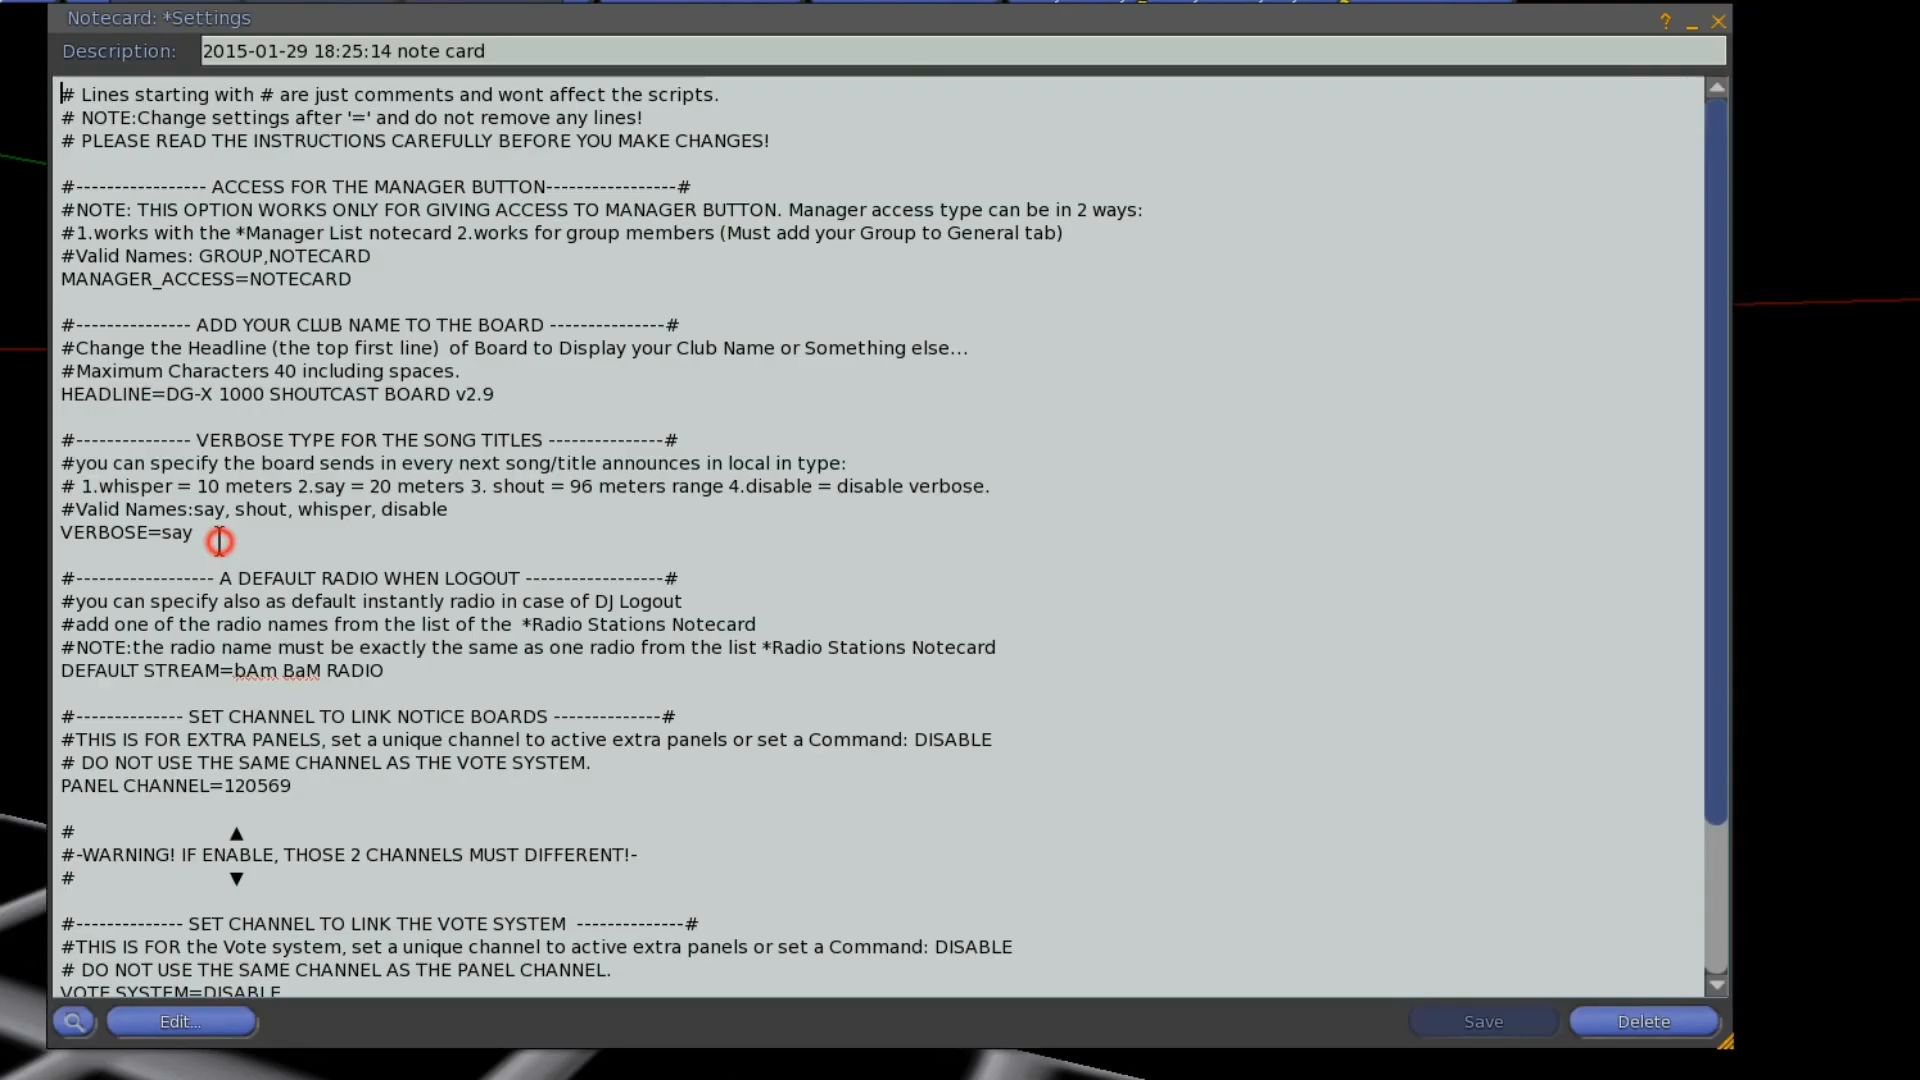 Notecard: *Settings
? _ ×
Description: 2015-01-29 18:25:14 note card
# Lines starting with # are just comments and wont affect the scripts.
# NOTE:Change settings after '=' and do not remove any lines!
# PLEASE READ THE INSTRUCTIONS CAREFULLY BEFORE YOU MAKE CHANGES!
#----------------- ACCESS FOR THE MANAGER BUTTON-----------------#
#NOTE: THIS OPTION WORKS ONLY FOR GIVING ACCESS TO MANAGER BUTTON. Manager access type can be in 2 ways:
#1.works with the *Manager List notecard 2.works for group members (Must add your Group to General tab)
#Valid Names: GROUP,NOTECARD
MANAGER_ACCESS=NOTECARD
#--------------- ADD YOUR CLUB NAME TO THE BOARD ---------------#
#Change the Headline (the top first line)  of Board to Display your Club Name or Something else...
#Maximum Characters 40 including spaces.
HEADLINE=DG-X 1000 SHOUTCAST BOARD v2.9
#--------------- VERBOSE TYPE FOR THE SONG TITLES ---------------#
#you can specify the board sends in every next song/title announces in local in type:
# 1.whisper = 10 meters 2.say = 20 meters 3. shout = 96 meters range 4.disable = disable verbose.
#Valid Names:say, shout, whisper, disable
VERBOSE=say
#------------------ A DEFAULT RADIO WHEN LOGOUT ------------------#
#you can specify also as default instantly radio in case of DJ Logout
#add one of the radio names from the list of the  *Radio Stations Notecard
#NOTE:the radio name must be exactly the same as one radio from the list *Radio Stations Notecard
DEFAULT STREAM=bAm BaM RADIO
#-------------- SET CHANNEL TO LINK NOTICE BOARDS --------------#
#THIS IS FOR EXTRA PANELS, set a unique channel to active extra panels or set a Command: DISABLE
# DO NOT USE THE SAME CHANNEL AS THE VOTE SYSTEM.
PANEL CHANNEL=120569
# ▲
#-WARNING! IF ENABLE, THOSE 2 CHANNELS MUST DIFFERENT!-
# ▼
#-------------- SET CHANNEL TO LINK THE VOTE SYSTEM  --------------#
#THIS IS FOR the Vote system, set a unique channel to active extra panels or set a Command: DISABLE
# DO NOT USE THE SAME CHANNEL AS THE PANEL CHANNEL.
VOTE SYSTEM=DISABLE
Edit... Save Delete